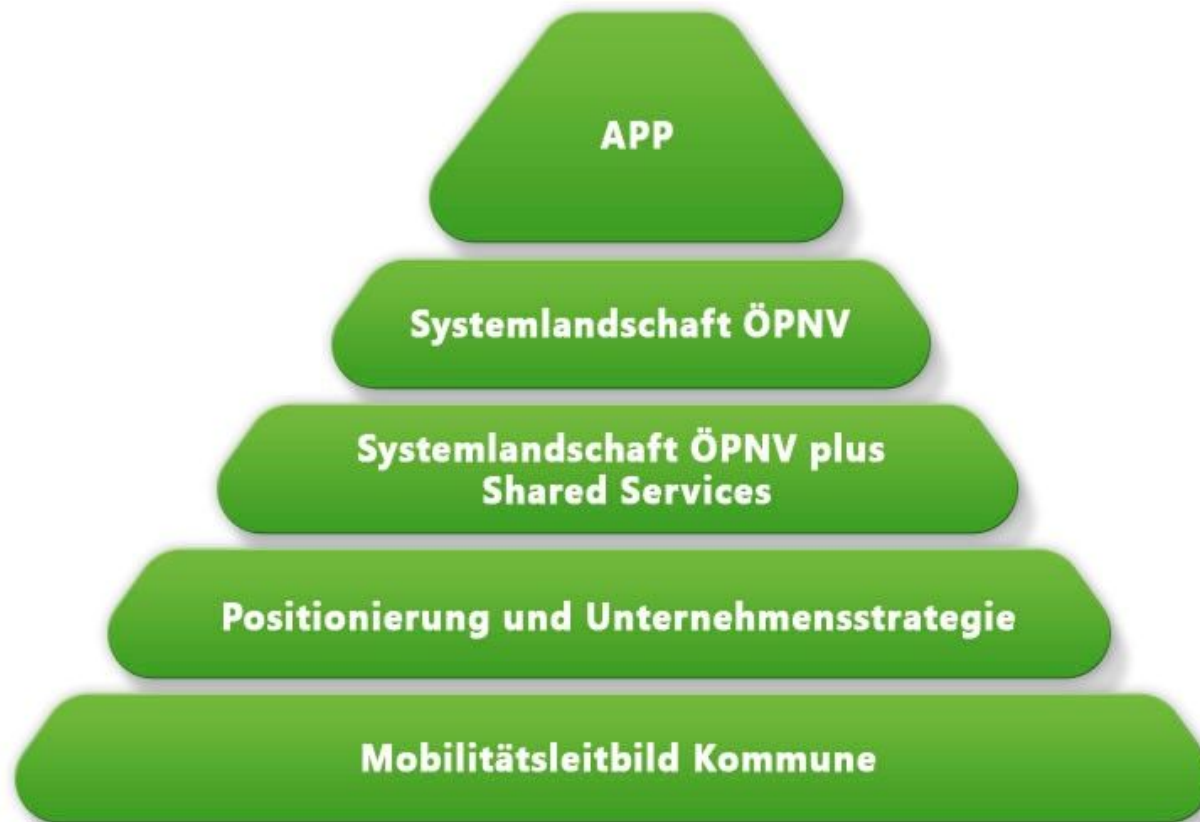 APP
Systemlandschaft ÖPNV
Systemlandschaft ÖPNV plus
Shared Services
Positionierung und Unternehmensstrategie
Mobilitätsleitbild Kommune